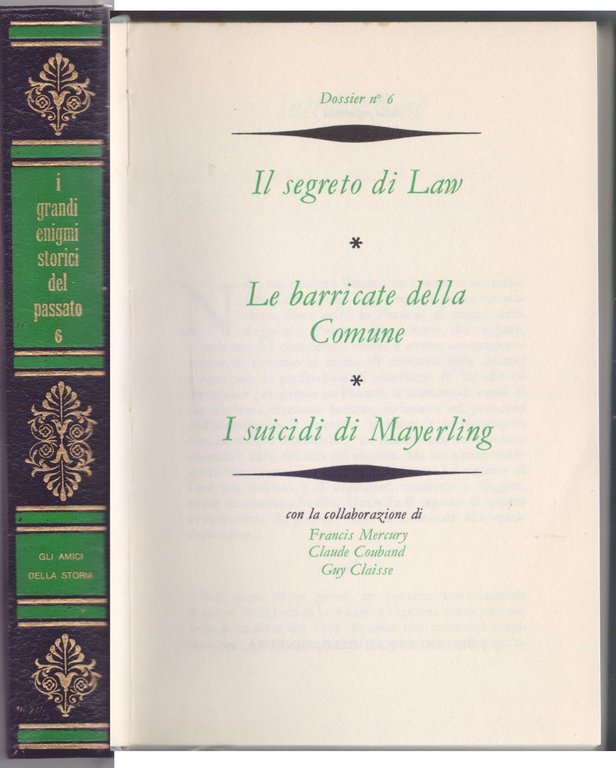 i
grandi
enigmi
storici
del
passato
6
GLI AMICI
DELLA STORIA
Dossier n° 6
Il segreto di Law
*
Le barricate della
Comune
*
I suicidi di Mayerling
con la collaborazione di
Francis Mercury
Claude Couband
Guy Claisse